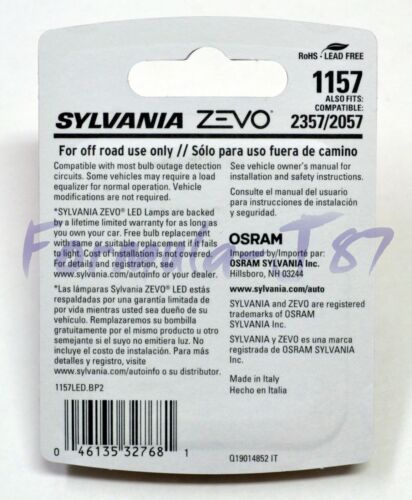 RoHS - LEAD FREE
1157
ALSO FITS:
COMPATIBLE:
2357/2057
SYLVANIA ZEVO®
For off road use only // Sólo para uso fuera de camino
Compatible with most bulb outage detection
circuits. Some vehicles may require a load
equalizer for normal operation. Vehicle
modifications are not required.
*SYLVANIA ZEVO® LED Lamps are backed
by a lifetime limited warranty for as long as
you own your car. Free bulb replacement
with same or suitable replacement if it fails
to light. Cost of installation is not covered.
For details and registration, see
www.sylvania.com/autoinfo or your dealer.
*Las lámparas Sylvania ZEVO® LED estás
respaldadas por una garantía limitada de
por vida mientras usted sea dueño de su
vehículo. Remplazaremos su bombilla
gratuitamente por el mismo producto u otro
semejante si el suyo no emitiera luz. No
incluye el costo de instalación. Para más
detalles y registro, visite
www.sylvania.com/autoinfo o su distributor.
1157LED.BP2
0 46135 32768 1
See vehicle owner's manual for
installation and safety instructions.
Consulte el manual del usuario
para instrucciones de instalación
y seguridad.
OSRAM
Imported by/Importé par:
OSRAM SYLVANIA Inc.
Hillsboro, NH 03244
www.sylvania.com/auto
SYLVANIA and ZEVO are registered
trademarks of OSRAM
SYLVANIA Inc.
SYLVANIA y ZEVO es una marca
registrada de OSRAM SYLVANIA
Inc.
Made in Italy
Hecho en Italia
Q19014852 IT
Formula T87